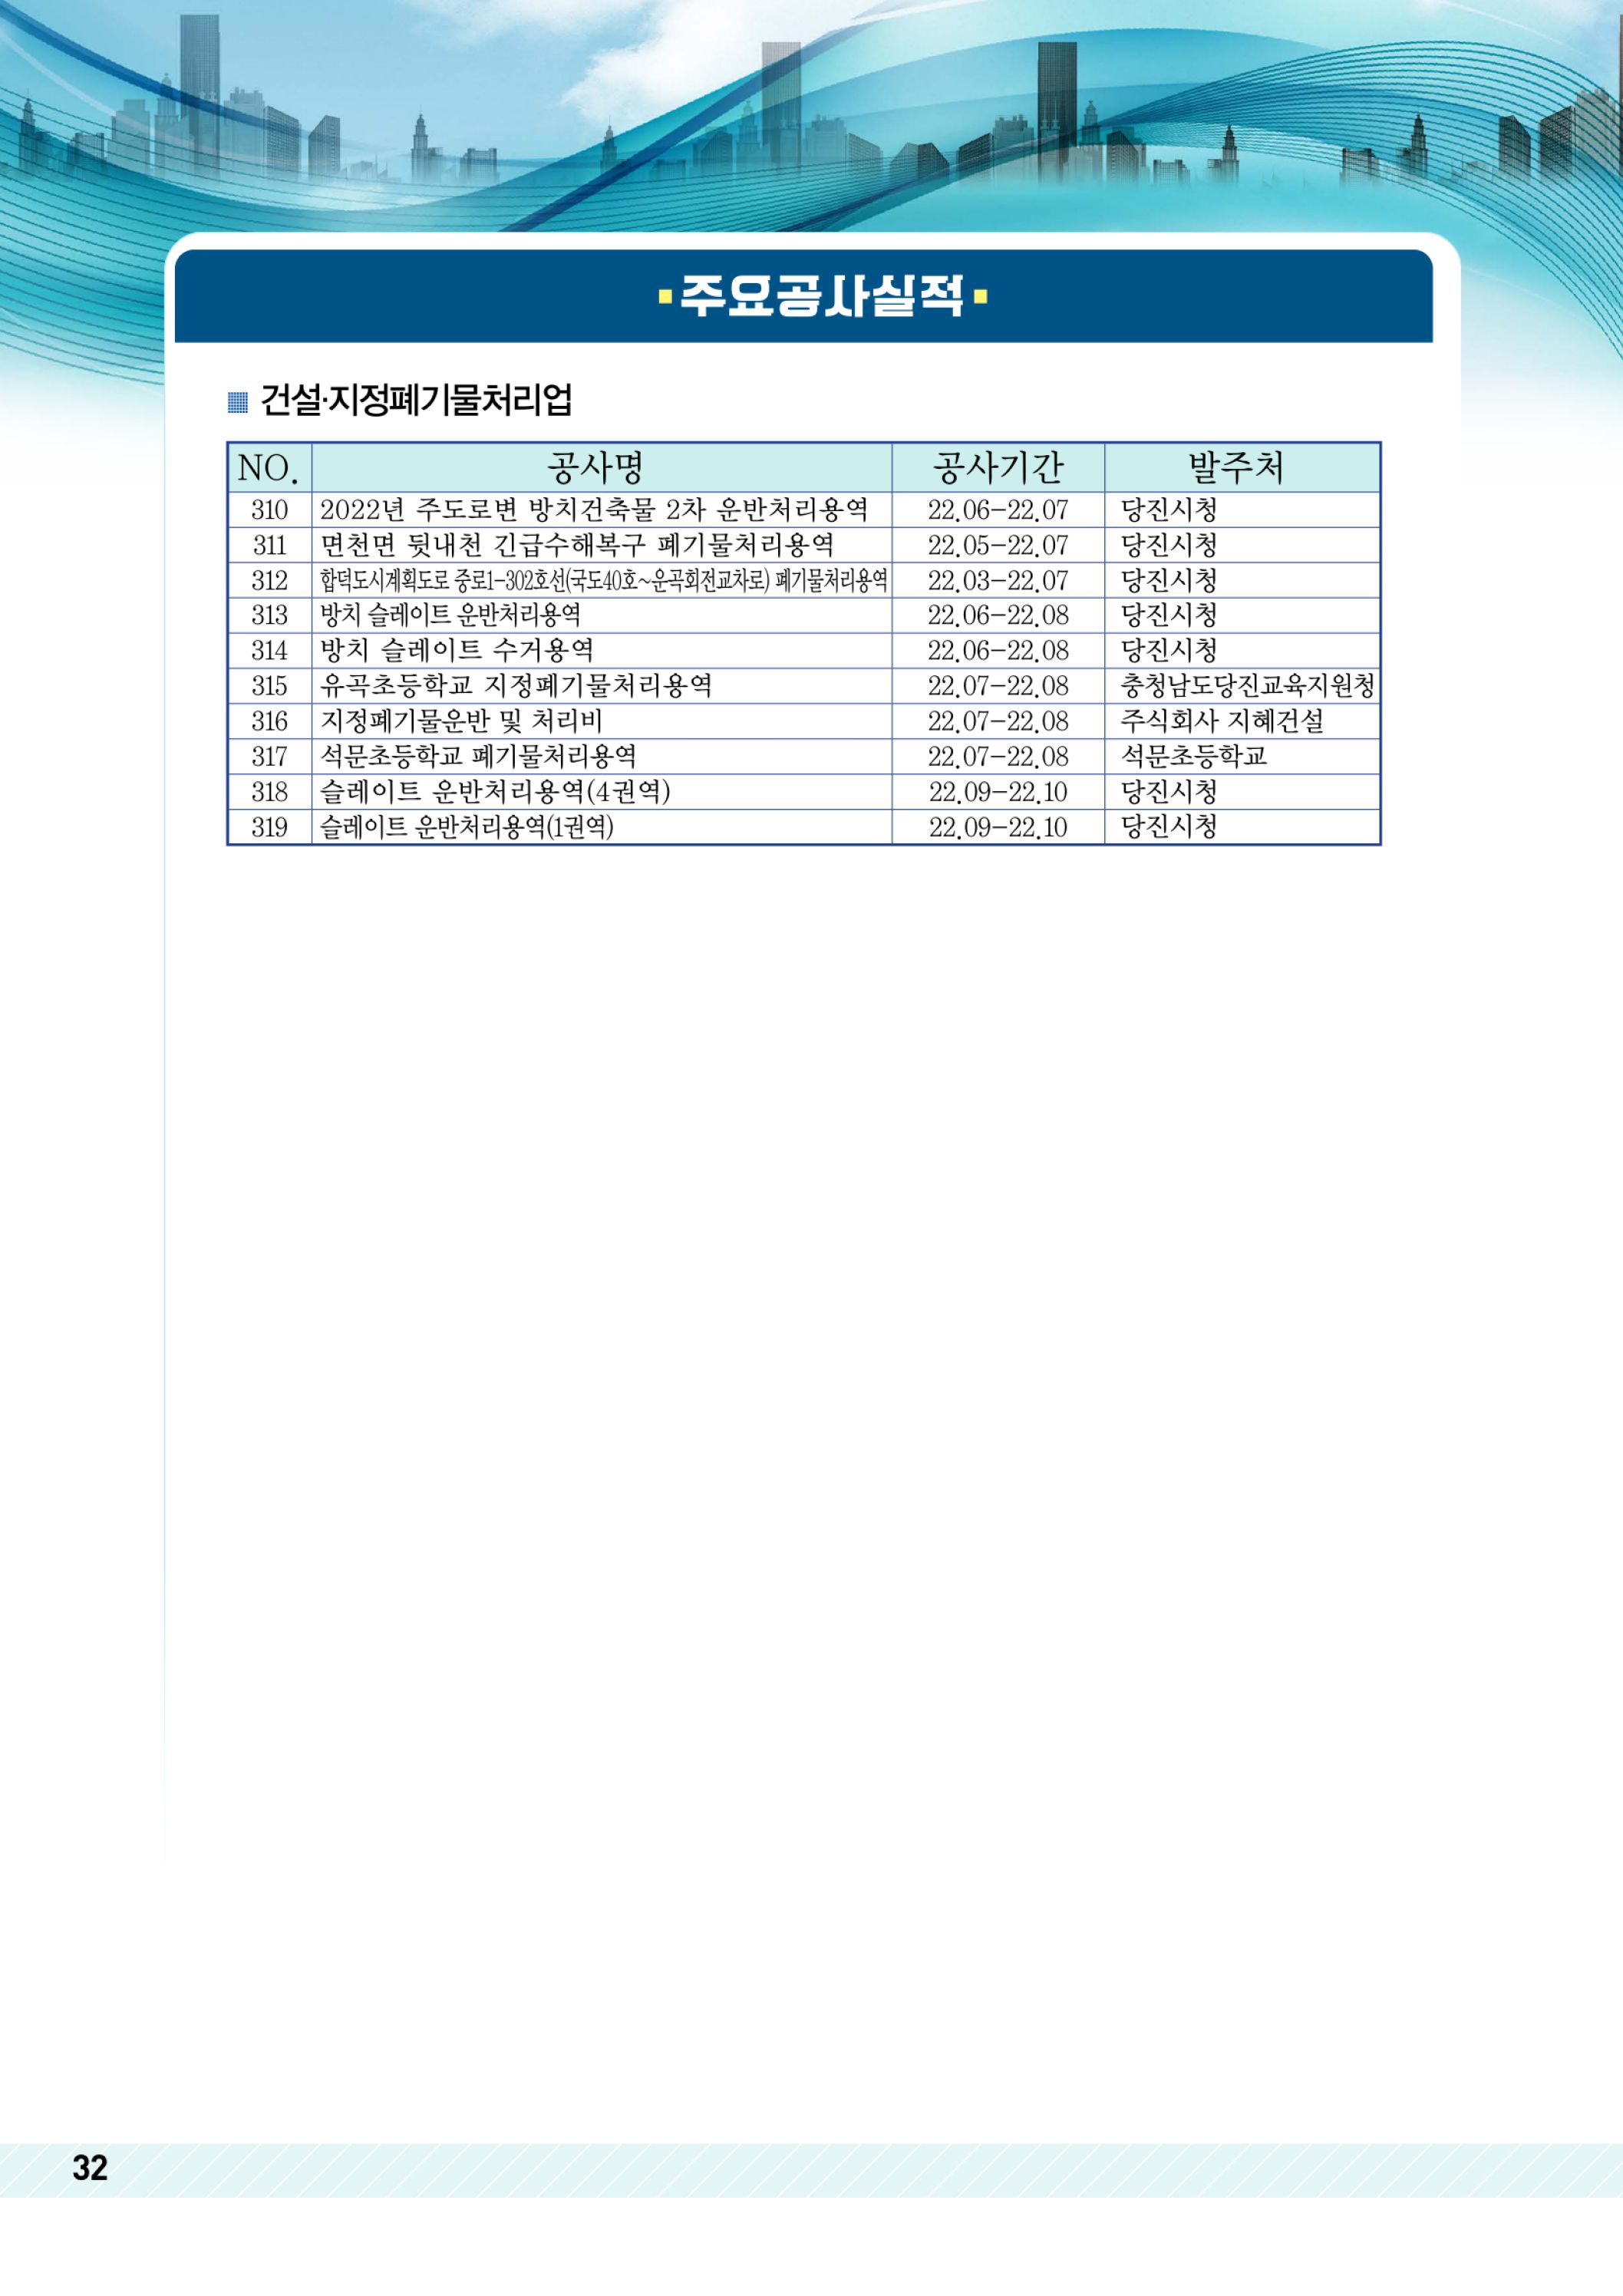 주요공사실적
건설·지정폐기물처리업
NO. 공사명 공사기간 발주처
310 2022년 주도로변 방치건축물 2차 운반처리용역 22.06-22.07 당진시청
311 면천면 뒷내천 긴급수해복구 폐기물처리용역 22.05-22.07 당진시청
312 합덕도시계획도로 중로1-302호선(국도40호~운곡회전교차로) 폐기물처리용역 22.03-22.07 당진시청
313 방치 슬레이트 운반처리용역 22.06-22.08 당진시청
314 방치 슬레이트 수거용역 22.06-22.08 당진시청
315 유곡초등학교 지정폐기물처리용역 22.07-22.08 충청남도당진교육지원청
316 지정폐기물운반 및 처리비 22.07-22.08 주식회사 지혜건설
317 석문초등학교 폐기물처리용역 22.07-22.08 석문초등학교
318 슬레이트 운반처리용역(4권역) 22.09-22.10 당진시청
319 슬레이트 운반처리용역(1권역) 22.09-22.10 당진시청
32